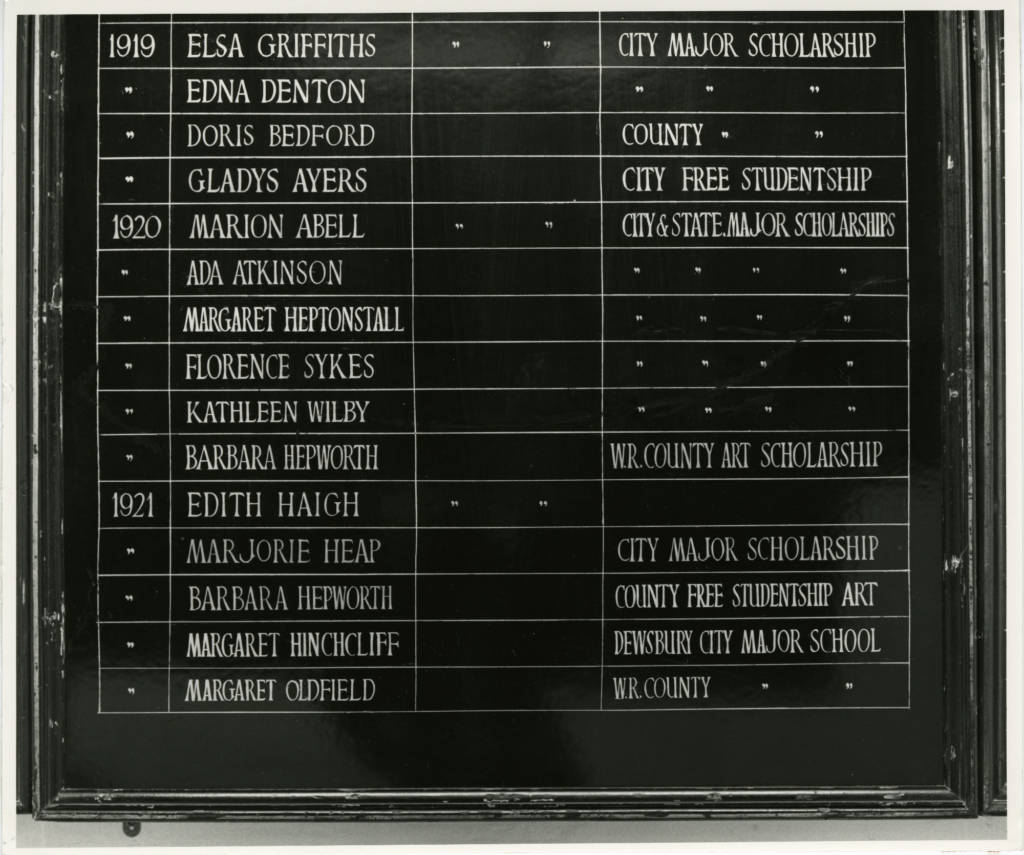 1919 ELSA GRIFFITHS " " CITY MAJOR SCHOLARSHIP
" EDNA DENTON " " "
" DORIS BEDFORD COUNTY " "
" GLADYS AYERS CITY FREE STUDENTSHIP
1920 MARION ABELL " " CITY & STATE. MAJOR SCHOLARSHIPS
" ADA ATKINSON " " " "
" MARGARET HEPTONSTALL " " " "
" FLORENCE SYKES " " " "
" KATHLEEN WILBY " " " "
" BARBARA HEPWORTH W.R. COUNTY ART SCHOLARSHIP
1921 EDITH HAIGH " "
" MARJORIE HEAP CITY MAJOR SCHOLARSHIP
" BARBARA HEPWORTH COUNTY FREE STUDENTSHIP ART
" MARGARET HINCHCLIFF DEWSBURY CITY MAJOR SCHOOL
" MARGARET OLDFIELD W.R. COUNTY " "